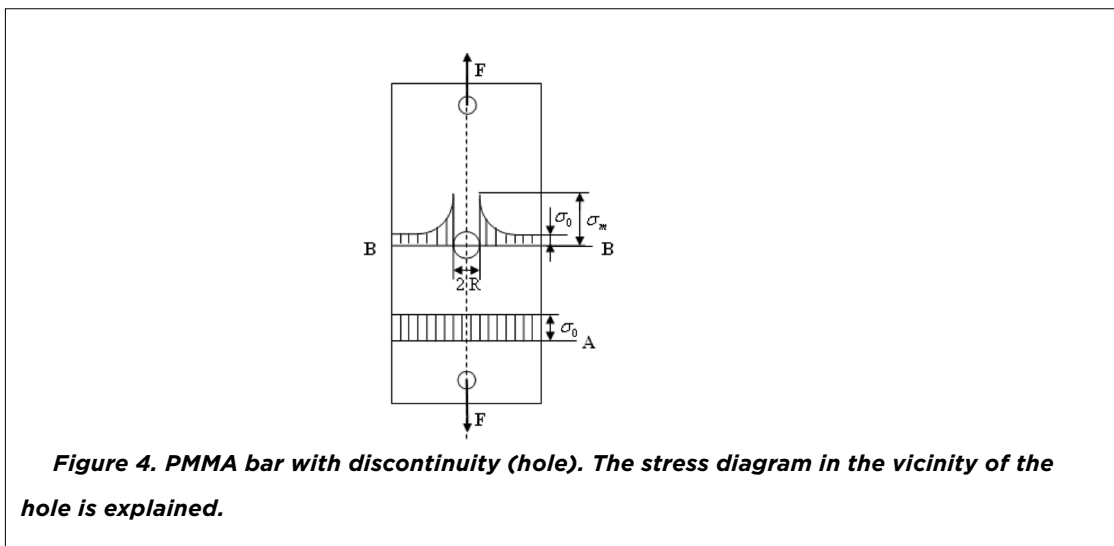 F
σ₀
σₘ
B
B
2 R
σ₀
A
F
Figure 4. PMMA bar with discontinuity (hole). The stress diagram in the vicinity of the
hole is explained.